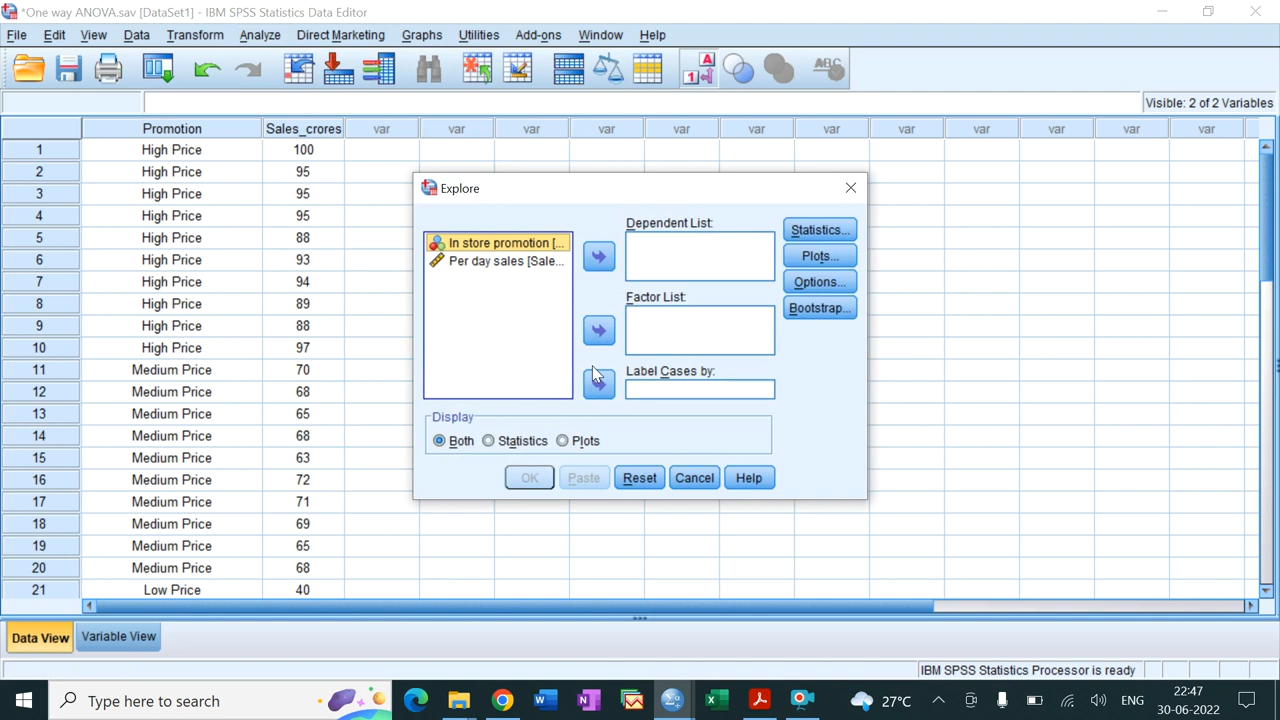 *One way ANOVA.sav [DataSet1] - IBM SPSS Statistics Data Editor
File Edit View Data Transform Analyze Direct Marketing Graphs Utilities Add-ons Window Help
Visible: 2 of 2 Variables
Promotion Sales_crores var var var var var var var var var var var var
1 High Price 100
2 High Price 95
3 High Price 95
4 High Price 95
5 High Price 88
6 High Price 93
7 High Price 94
8 High Price 89
9 High Price 88
10 High Price 97
11 Medium Price 70
12 Medium Price 68
13 Medium Price 65
14 Medium Price 68
15 Medium Price 63
16 Medium Price 72
17 Medium Price 71
18 Medium Price 69
19 Medium Price 65
20 Medium Price 68
21 Low Price 40
Explore
In store promotion [...
Per day sales [Sale...
Dependent List:
Factor List:
Label Cases by:
Statistics...
Plots...
Options...
Bootstrap...
Display
Both Statistics Plots
OK Paste Reset Cancel Help
Data View Variable View
IBM SPSS Statistics Processor is ready
Type here to search
27°C
ENG
22:47
30-06-2022